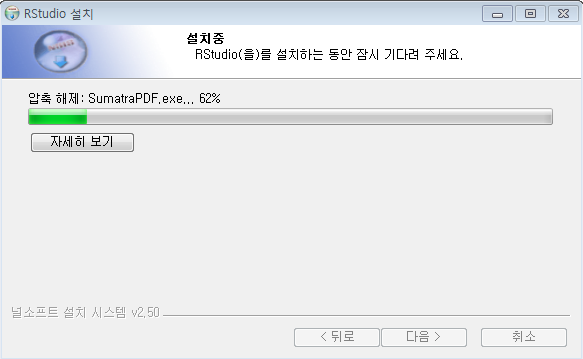 RStudio 설치
설치중
RStudio(을)를 설치하는 동안 잠시 기다려 주세요.
압축 해제: SumatraPDF.exe... 62%
자세히 보기
널소프트 설치 시스템 v2.50
< 뒤로
다음 >
취소